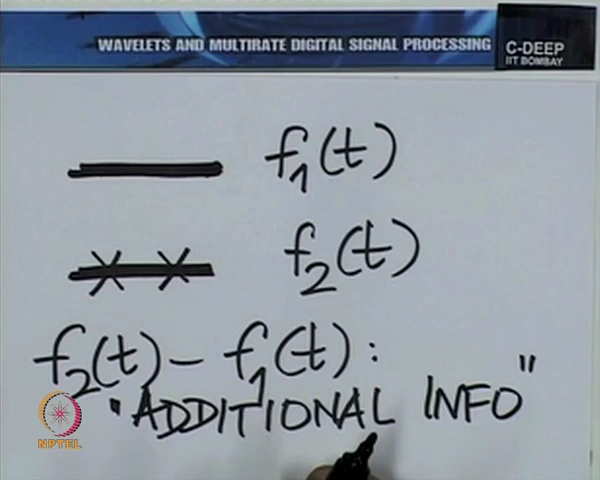 WAVELETS AND MULTIRATE DIGITAL SIGNAL PROCESSING
C-DEEP
IIT BOMBAY
f₁(t)
f₂(t)
f₂(t) – f₁(t) :
"ADDITIONAL INFO"
NPTEL